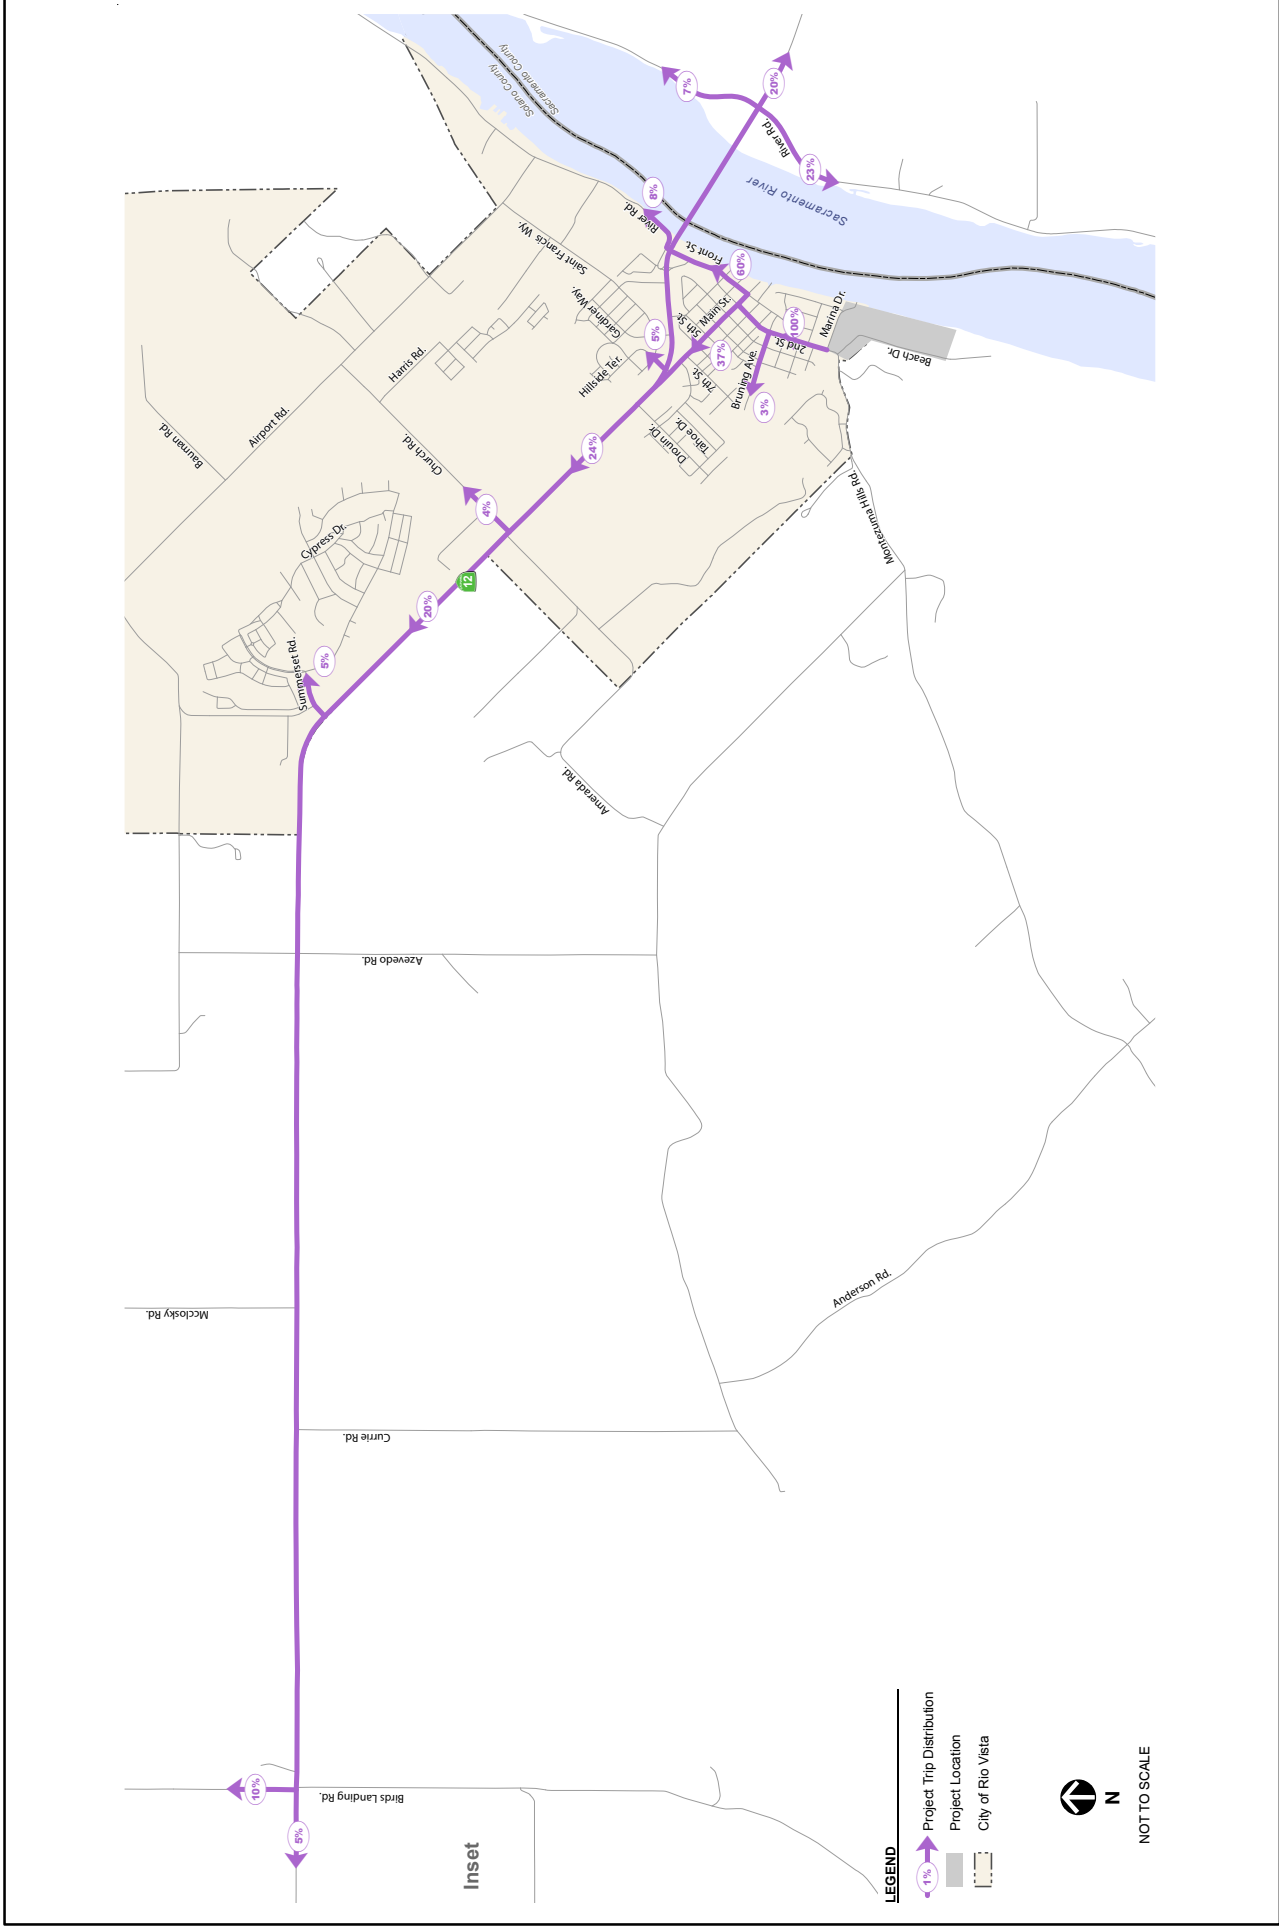 Solano County
Sacramento County
7%
20%
River Rd.
23%
Sacramento River
8%
River Rd.
Saint Francis Wy.
Front St.
60%
Gardiner Way.
Main St.
5th St.
5%
100%
Marina Dr.
2nd St
Beach Dr.
37%
Hillside Ter.
7th St.
Bruning Ave.
3%
Harris Rd.
Airport Rd.
Bauman Rd.
Church Rd
Drouin Dr.
Tahoe Dr.
24%
4%
Montezuma Hills Rd.
Cypress Dr.
12
20%
5%
Summerset Rd.
Amerada Rd.
Azevedo Rd.
Mcclosky Rd.
Anderson Rd.
Currie Rd.
10%
Birds Landing Rd.
5%
Inset
LEGEND
1%
Project Trip Distribution
Project Location
City of Rio Vista
N
NOT TO SCALE